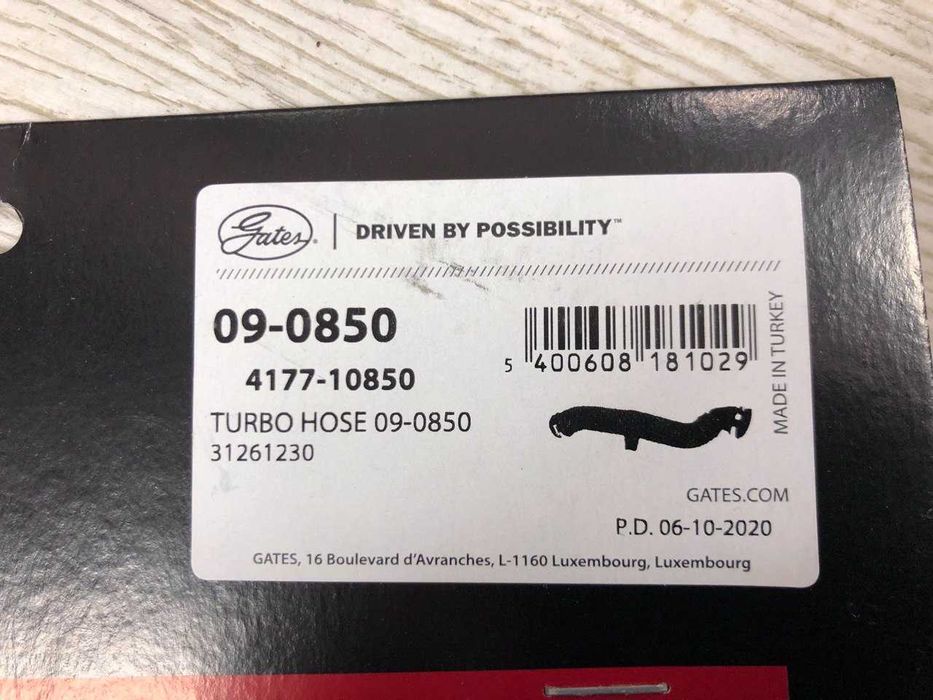 Gates® | DRIVEN BY POSSIBILITY™
09-0850
4177-10850
TURBO HOSE 09-0850
31261230
5 400608 181029
MADE IN TURKEY
GATES.COM
P.D. 06-10-2020
GATES, 16 Boulevard d'Avranches, L-1160 Luxembourg, Luxembourg